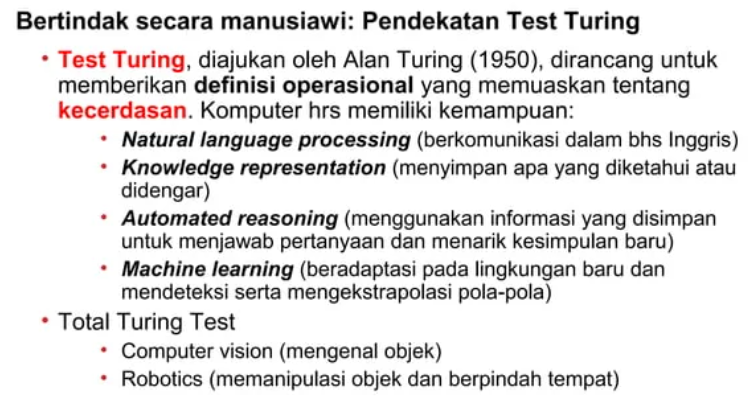 Bertindak secara manusiawi: Pendekatan Test Turing
• Test Turing, diajukan oleh Alan Turing (1950), dirancang untuk
memberikan definisi operasional yang memuaskan tentang
kecerdasan. Komputer hrs memiliki kemampuan:
• Natural language processing (berkomunikasi dalam bhs Inggris)
• Knowledge representation (menyimpan apa yang diketahui atau
didengar)
• Automated reasoning (menggunakan informasi yang disimpan
untuk menjawab pertanyaan dan menarik kesimpulan baru)
• Machine learning (beradaptasi pada lingkungan baru dan
mendeteksi serta mengekstrapolasi pola-pola)
• Total Turing Test
• Computer vision (mengenal objek)
• Robotics (memanipulasi objek dan berpindah tempat)